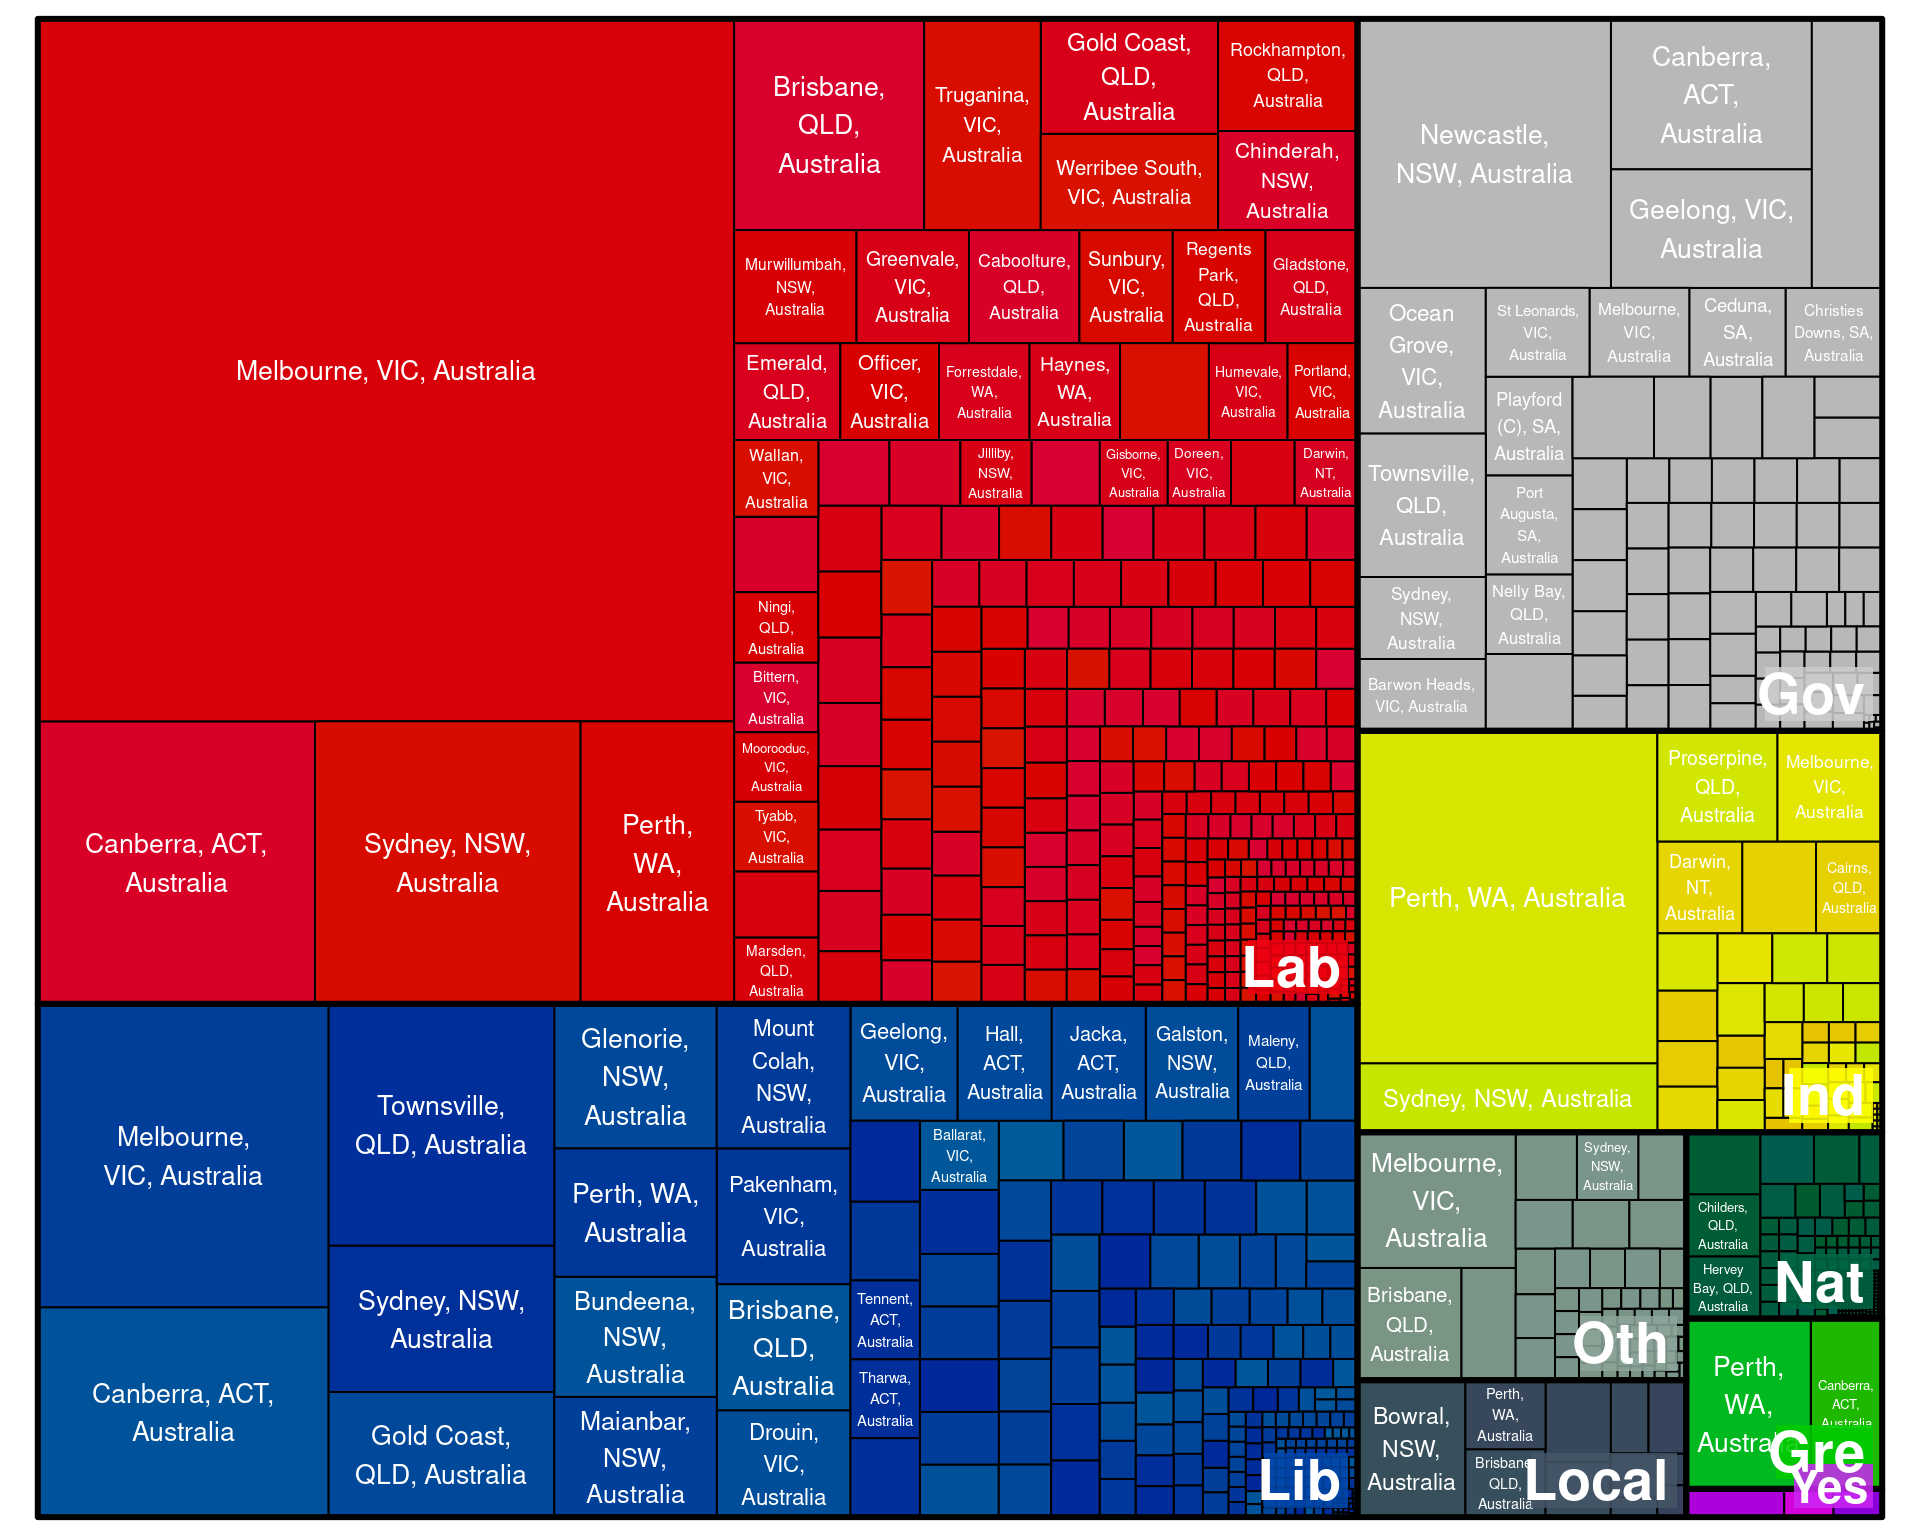 Melbourne, VIC, Australia
Canberra, ACT,
Australia
Sydney, NSW,
Australia
Perth,
WA,
Australia
Brisbane,
QLD,
Australia
Truganina,
VIC,
Australia
Gold Coast,
QLD,
Australia
Werribee South,
VIC, Australia
Rockhampton,
QLD,
Australia
Chinderah,
NSW,
Australia
Murwillumbah,
NSW,
Australia
Greenvale,
VIC,
Australia
Caboolture,
QLD,
Australia
Sunbury,
VIC,
Australia
Regents
Park,
QLD,
Australia
Gladstone,
QLD,
Australia
Emerald,
QLD,
Australia
Officer,
VIC,
Australia
Forrestdale,
WA,
Australia
Haynes,
WA,
Australia
Humevale,
VIC,
Australia
Portland,
VIC,
Australia
Wallan,
VIC,
Australia
Jilliby,
NSW,
Australia
Gisborne,
VIC,
Australia
Doreen,
VIC,
Australia
Darwin,
NT,
Australia
Ningi,
QLD,
Australia
Bittern,
VIC,
Australia
Moorooduc,
VIC,
Australia
Tyabb,
VIC,
Australia
Marsden,
QLD,
Australia
Lab
Newcastle,
NSW, Australia
Canberra,
ACT,
Australia
Geelong, VIC,
Australia
Ocean
Grove,
VIC,
Australia
St Leonards,
VIC,
Australia
Melbourne,
VIC,
Australia
Ceduna,
SA,
Australia
Christies
Downs, SA,
Australia
Playford
(C), SA,
Australia
Townsville,
QLD,
Australia
Port
Augusta,
SA,
Australia
Sydney,
NSW,
Australia
Nelly Bay,
QLD,
Australia
Barwon Heads,
VIC, Australia
Gov
Perth, WA, Australia
Sydney, NSW, Australia
Proserpine,
QLD,
Australia
Melbourne,
VIC,
Australia
Darwin,
NT,
Australia
Cairns,
QLD,
Australia
Ind
Melbourne,
VIC, Australia
Canberra, ACT,
Australia
Townsville,
QLD, Australia
Sydney, NSW,
Australia
Gold Coast,
QLD, Australia
Glenorie,
NSW,
Australia
Perth, WA,
Australia
Bundeena,
NSW,
Australia
Maianbar,
NSW,
Australia
Mount
Colah,
NSW,
Australia
Pakenham,
VIC,
Australia
Brisbane,
QLD,
Australia
Drouin,
VIC,
Australia
Geelong,
VIC,
Australia
Hall,
ACT,
Australia
Jacka,
ACT,
Australia
Galston,
NSW,
Australia
Maleny,
QLD,
Australia
Ballarat,
VIC,
Australia
Tennent,
ACT,
Australia
Tharwa,
ACT,
Australia
Lib
Melbourne,
VIC,
Australia
Sydney,
NSW,
Australia
Brisbane,
QLD,
Australia
Oth
Childers,
QLD,
Australia
Hervey
Bay, QLD,
Australia
Nat
Bowral,
NSW,
Australia
Perth,
WA,
Australia
Brisbane,
QLD,
Australia
Local
Perth,
WA,
Australia
Canberra,
ACT,
Australia
Gre
Yes